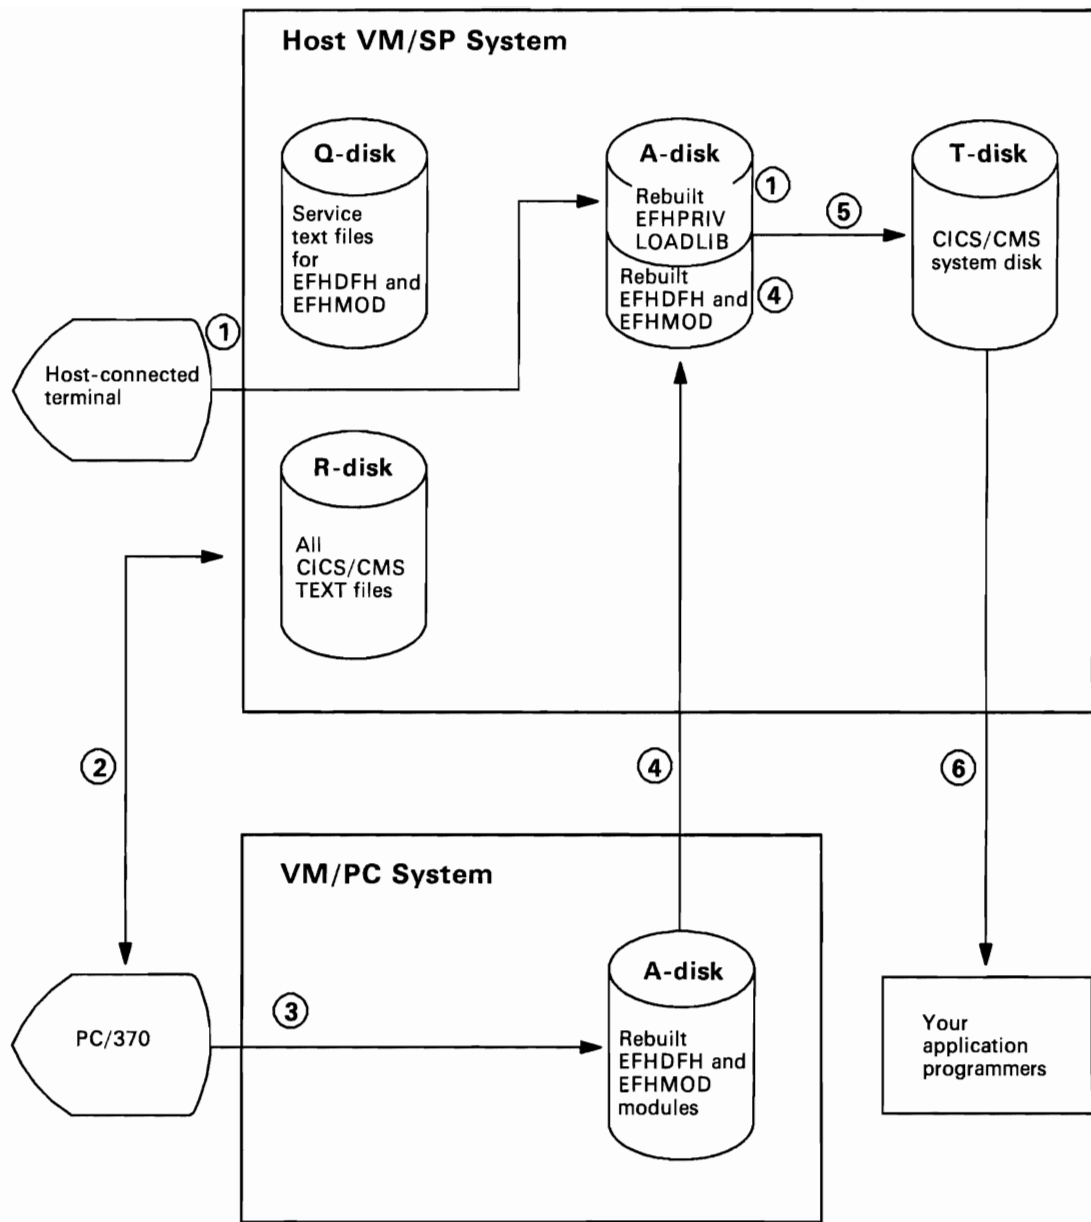 Host VM/SP System
Q-disk
Service
text files
for
EFHDFH and
EFHMOD
A-disk
Rebuilt
EFHPRIV
LOADLIB
1
Rebuilt
EFHDFH and
EFHMOD
4
5
T-disk
CICS/CMS
system disk
1
Host-connected
terminal
R-disk
All
CICS/CMS
TEXT files
2
4
6
VM/PC System
PC/370
3
A-disk
Rebuilt
EFHDFH and
EFHMOD
modules
Your
application
programmers